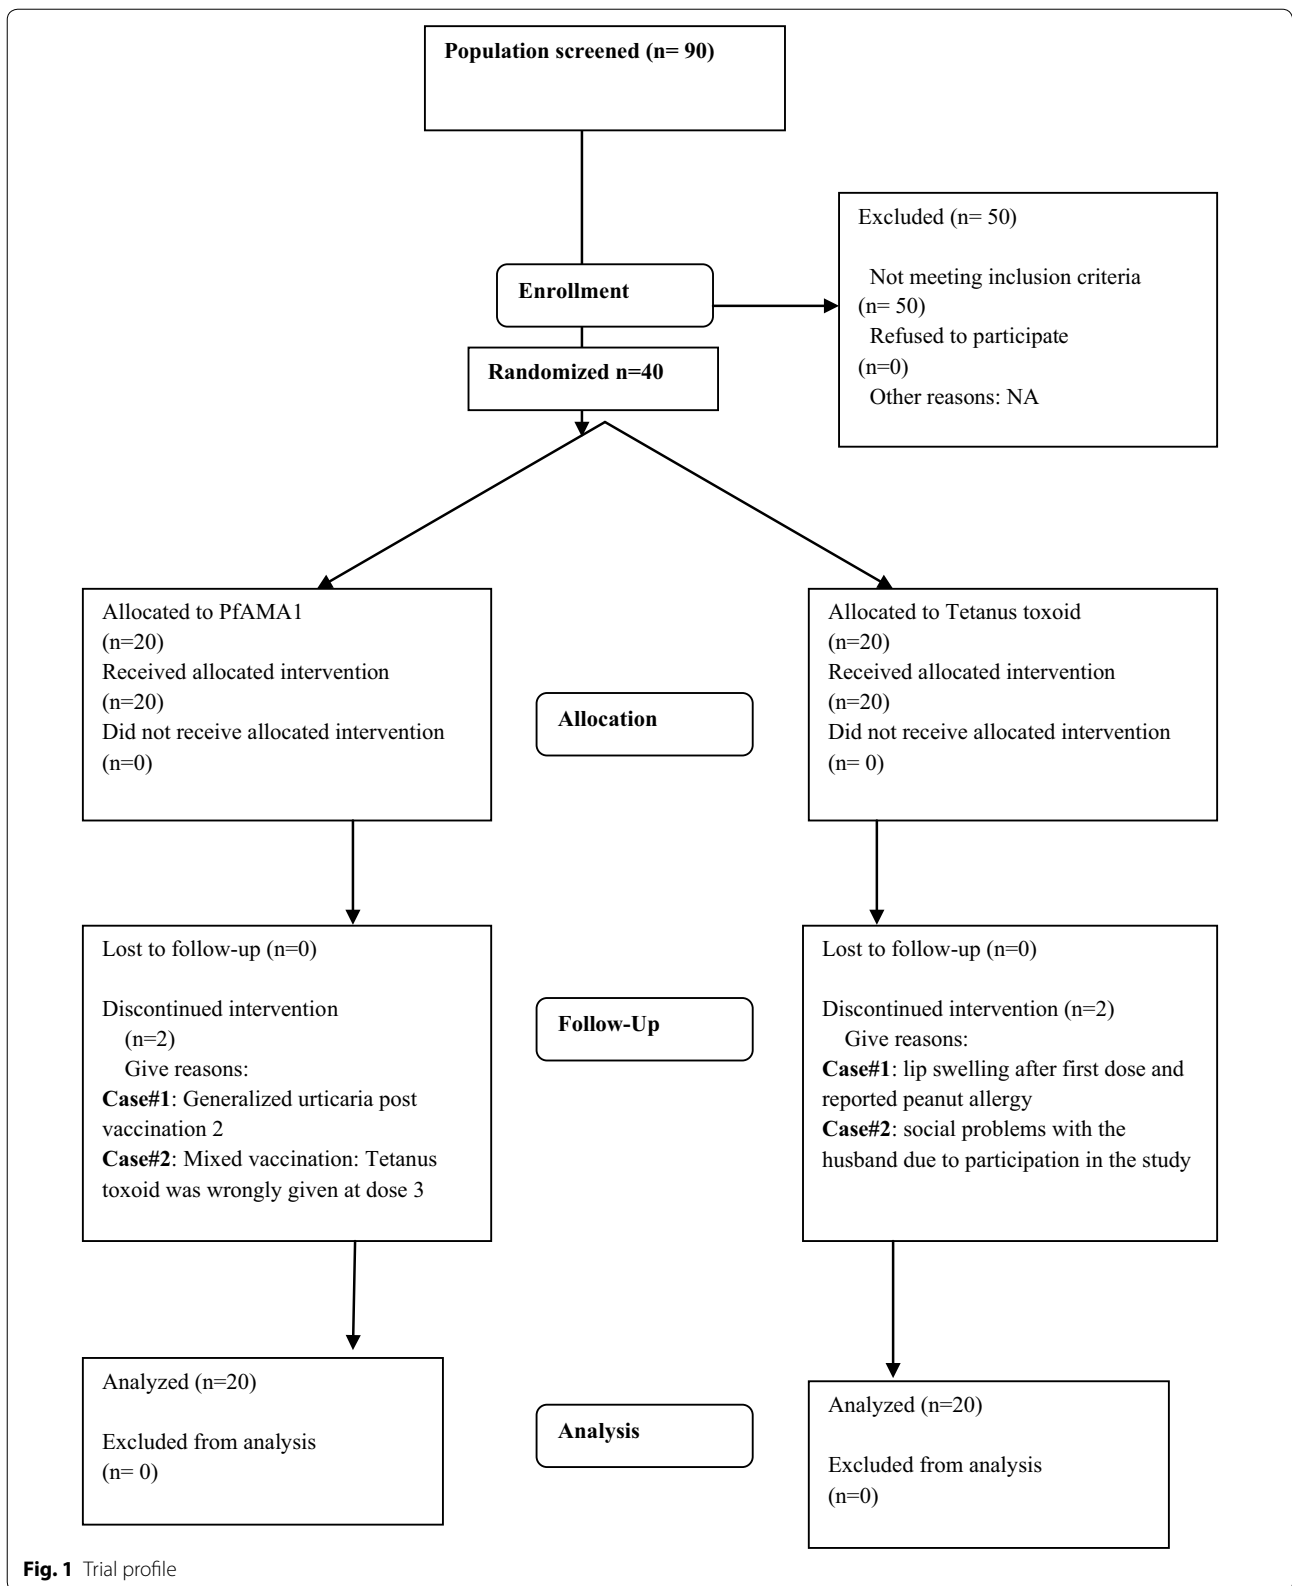 Population screened (n= 90)
Excluded (n= 50)
Not meeting inclusion criteria
(n= 50)
Refused to participate
(n=0)
Other reasons: NA
Enrollment
Randomized n=40
Allocated to PfAMA1
(n=20)
Received allocated intervention
(n=20)
Did not receive allocated intervention
(n=0)
Allocation
Allocated to Tetanus toxoid
(n=20)
Received allocated intervention
(n=20)
Did not receive allocated intervention
(n= 0)
Lost to follow-up (n=0)
Discontinued intervention
(n=2)
Give reasons:
Case#1: Generalized urticaria post
vaccination 2
Case#2: Mixed vaccination: Tetanus
toxoid was wrongly given at dose 3
Follow-Up
Lost to follow-up (n=0)
Discontinued intervention (n=2)
Give reasons:
Case#1: lip swelling after first dose and
reported peanut allergy
Case#2: social problems with the
husband due to participation in the study
Analyzed (n=20)
Excluded from analysis
(n= 0)
Analysis
Analyzed (n=20)
Excluded from analysis
(n=0)
Fig. 1 Trial profile